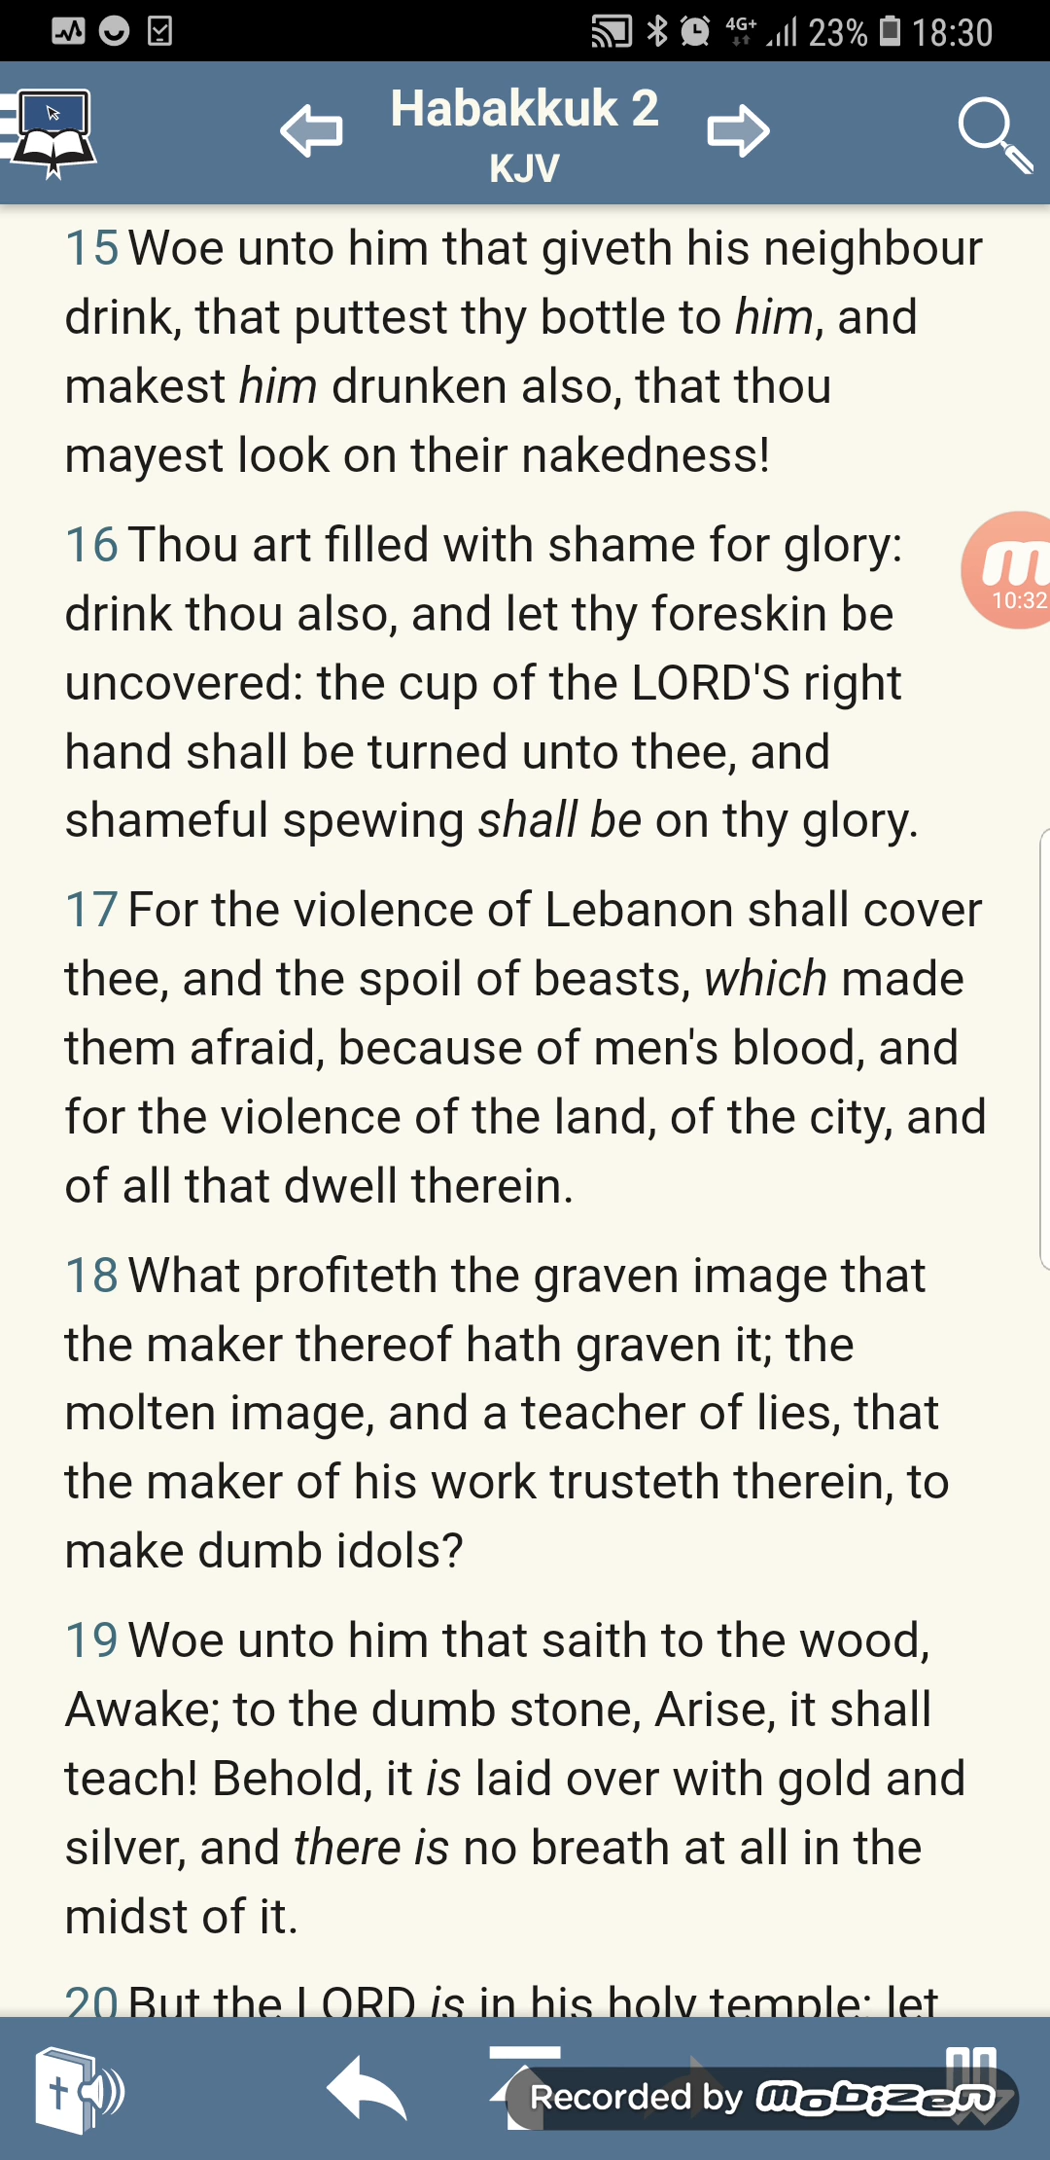 4G+ 23% 18:30
Habakkuk 2
KJV
15 Woe unto him that giveth his neighbour
drink, that puttest thy bottle to him, and
makest him drunken also, that thou
mayest look on their nakedness!
16 Thou art filled with shame for glory:
drink thou also, and let thy foreskin be
uncovered: the cup of the LORD'S right
hand shall be turned unto thee, and
shameful spewing shall be on thy glory.
m
10:32
17 For the violence of Lebanon shall cover
thee, and the spoil of beasts, which made
them afraid, because of men's blood, and
for the violence of the land, of the city, and
of all that dwell therein.
18 What profiteth the graven image that
the maker thereof hath graven it; the
molten image, and a teacher of lies, that
the maker of his work trusteth therein, to
make dumb idols?
19 Woe unto him that saith to the wood,
Awake; to the dumb stone, Arise, it shall
teach! Behold, it is laid over with gold and
silver, and there is no breath at all in the
midst of it.
20 But the LORD is in his holy temple: let
Recorded by mobizen